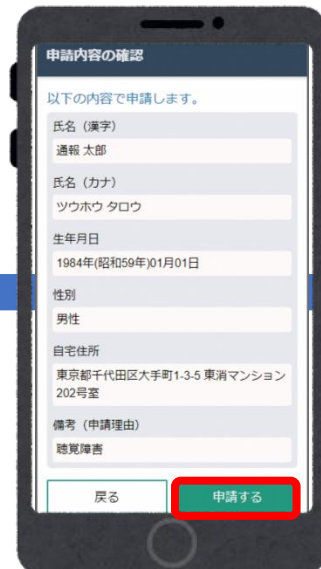 申請内容の確認
以下の内容で申請します。
氏名（漢字）
通報 太郎
氏名（カナ）
ツウホウ タロウ
生年月日
1984年(昭和59年)01月01日
性別
男性
自宅住所
東京都千代田区大手町1-3-5 東消マンション
202号室
備考（申請理由）
聴覚障害
戻る
申請する